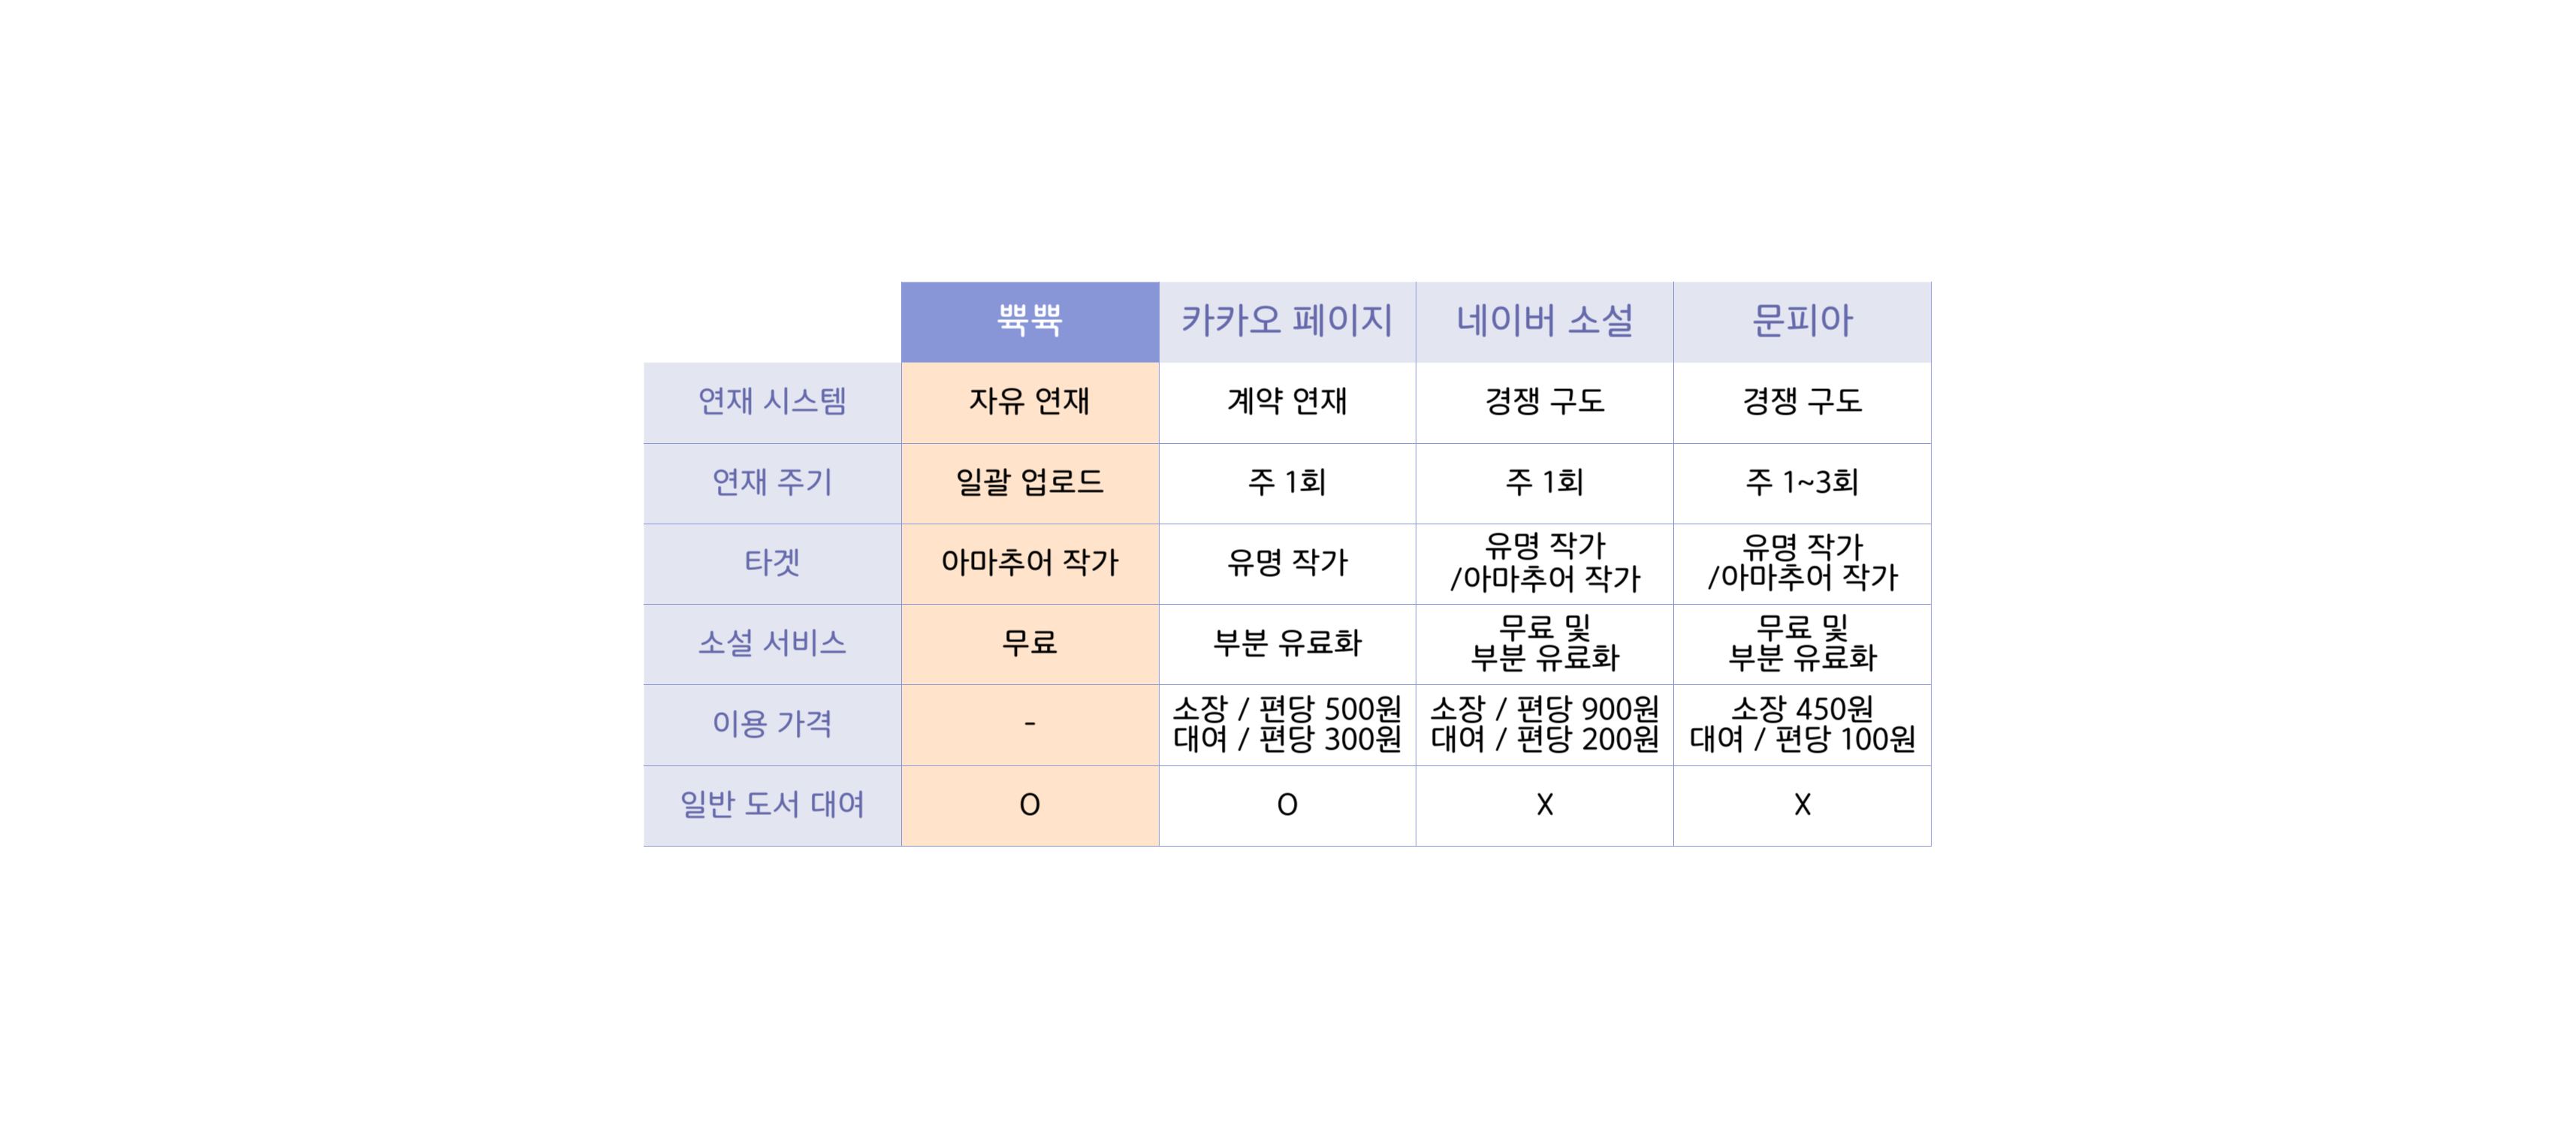 쀽쀽 카카오 페이지 네이버 소설 문피아
연재 시스템 자유 연재 계약 연재 경쟁 구도 경쟁 구도
연재 주기 일괄 업로드 주 1회 주 1회 주 1~3회
타겟 아마추어 작가 유명 작가 유명 작가 유명 작가
/아마추어 작가 /아마추어 작가
소설 서비스 무료 부분 유료화 무료 및 무료 및
부분 유료화 부분 유료화
이용 가격 - 소장 / 편당 500원 소장 / 편당 900원 소장 450원
대여 / 편당 300원 대여 / 편당 200원 대여 / 편당 100원
일반 도서 대여 O O X X